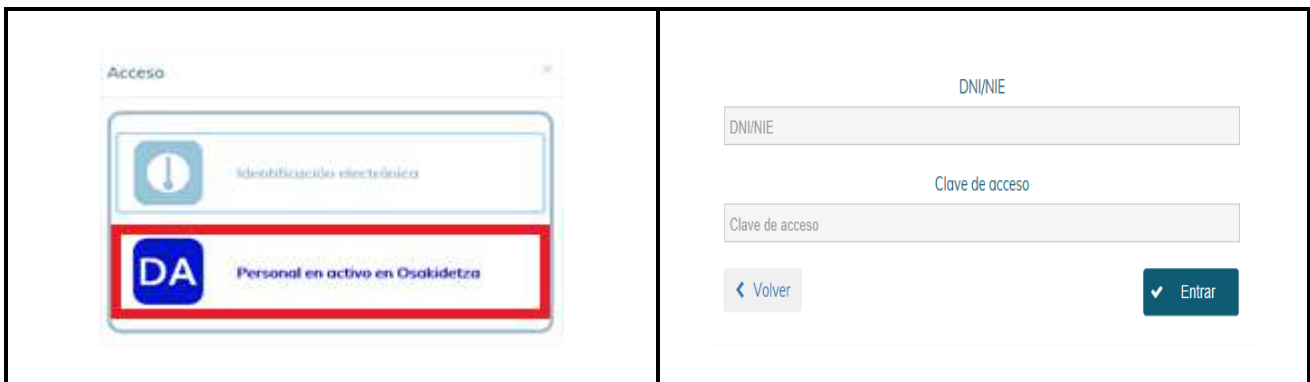 Acceso
Identificación electrónica
DA
Personal en activo en Osakidetza
DNI/NIE
DNI/NIE
Clave de acceso
Clave de acceso
Volver
Entrar